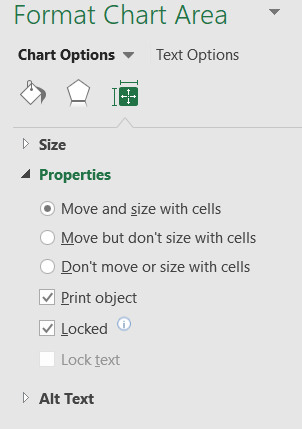 Format Chart Area
Chart Options Text Options
Size
Properties
Move and size with cells
Move but don't size with cells
Don't move or size with cells
Print object
Locked
Lock text
Alt Text